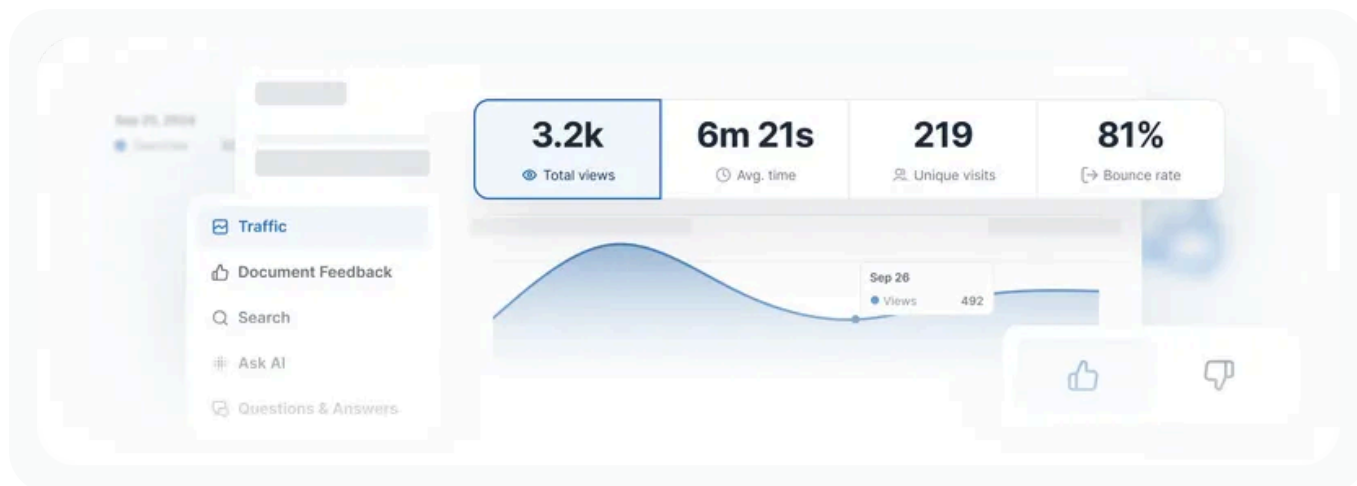 3.2k
Total views
6m 21s
Avg. time
219
Unique visits
81%
Bounce rate
Traffic
Document Feedback
Search
Ask AI
Questions & Answers
Sep 26
Views 492